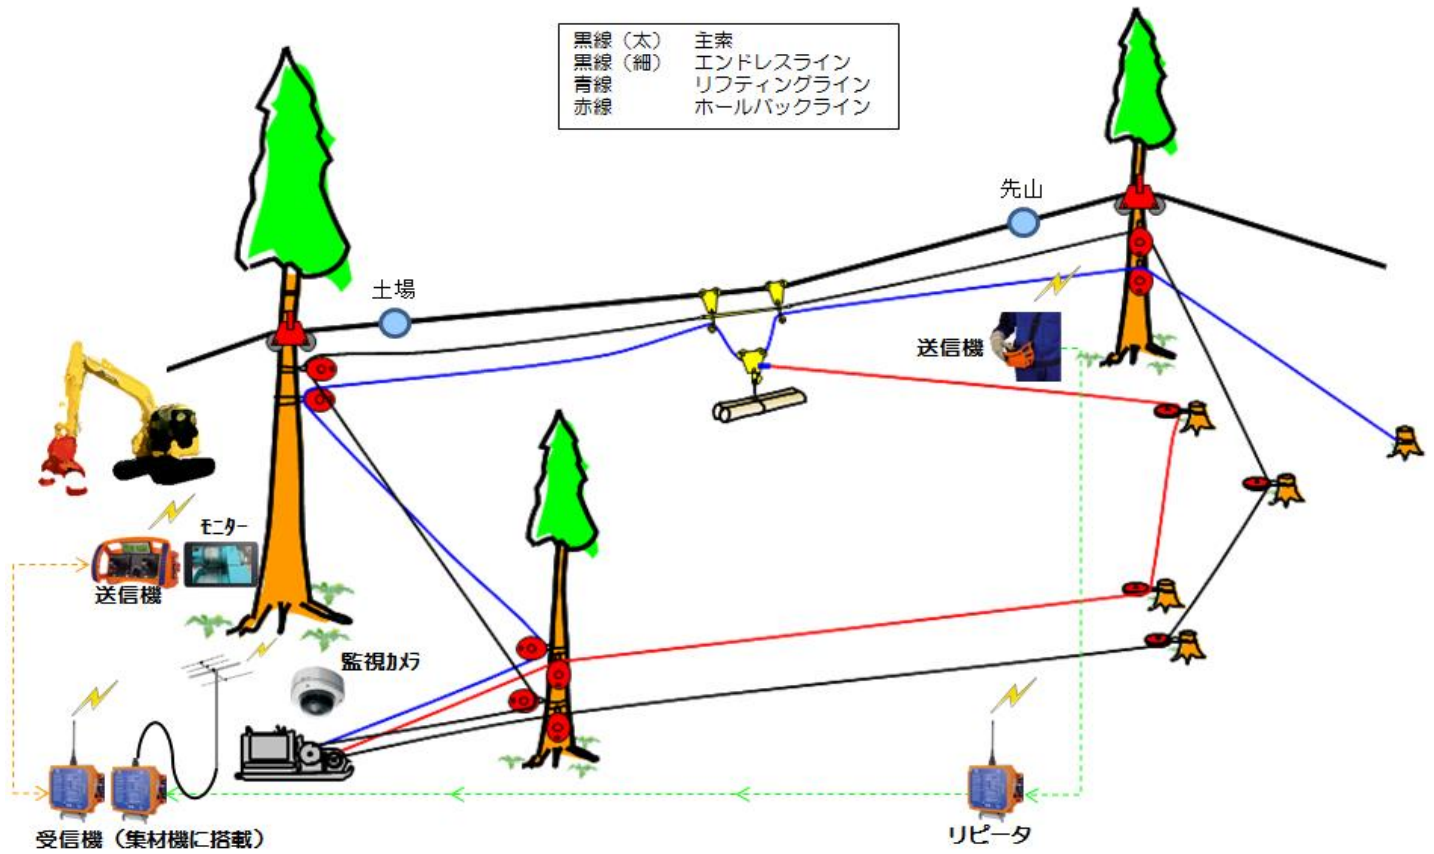 黒線（太）　主索
黒線（細）　エンドレスライン
青線　リフティングライン
赤線　ホールバックライン
先山
土場
送信機
モニター
送信機
監視カメラ
受信機（集材機に搭載）
リピータ